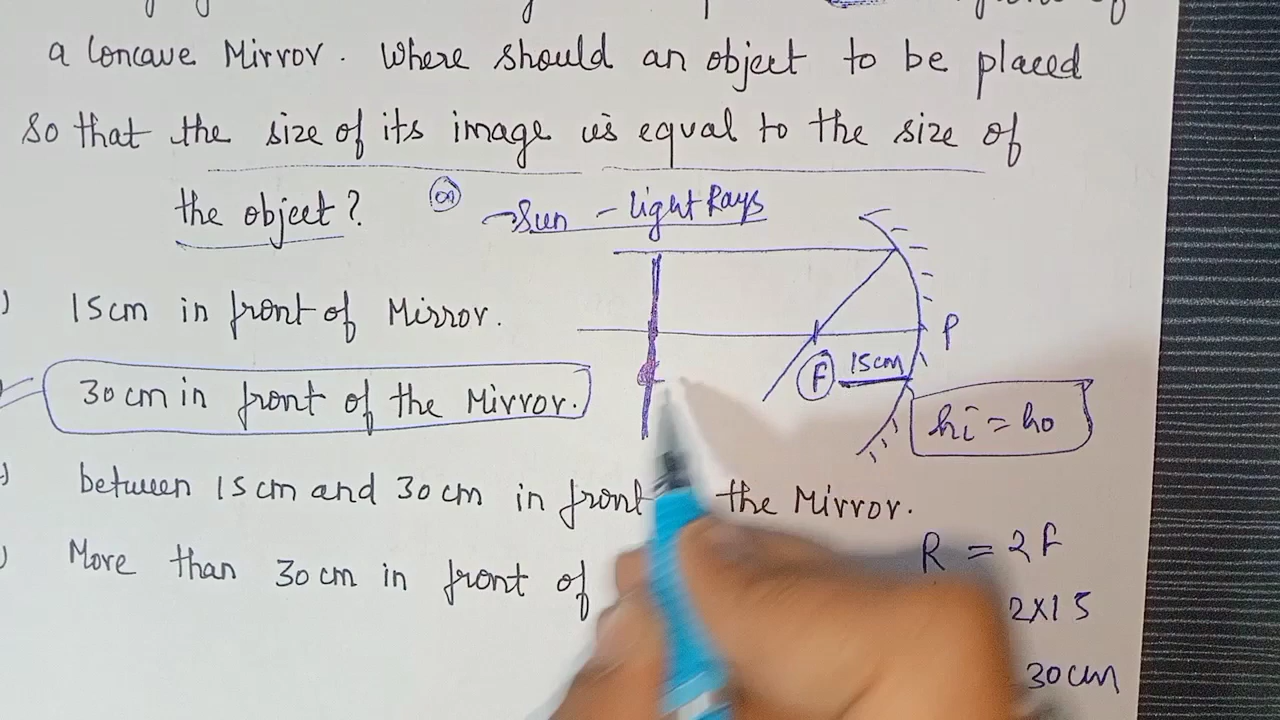 a Concave Mirror. Where should an object to be placed
so that the size of its image is equal to the size of
the object?
→Sun - light Rays
15cm in front of Mirror.
P
F 15cm
30cm in front of the Mirror.
hi = ho
between 15cm and 30cm in front the Mirror.
R = 2f
More than 30cm in front of
2x15
30cm